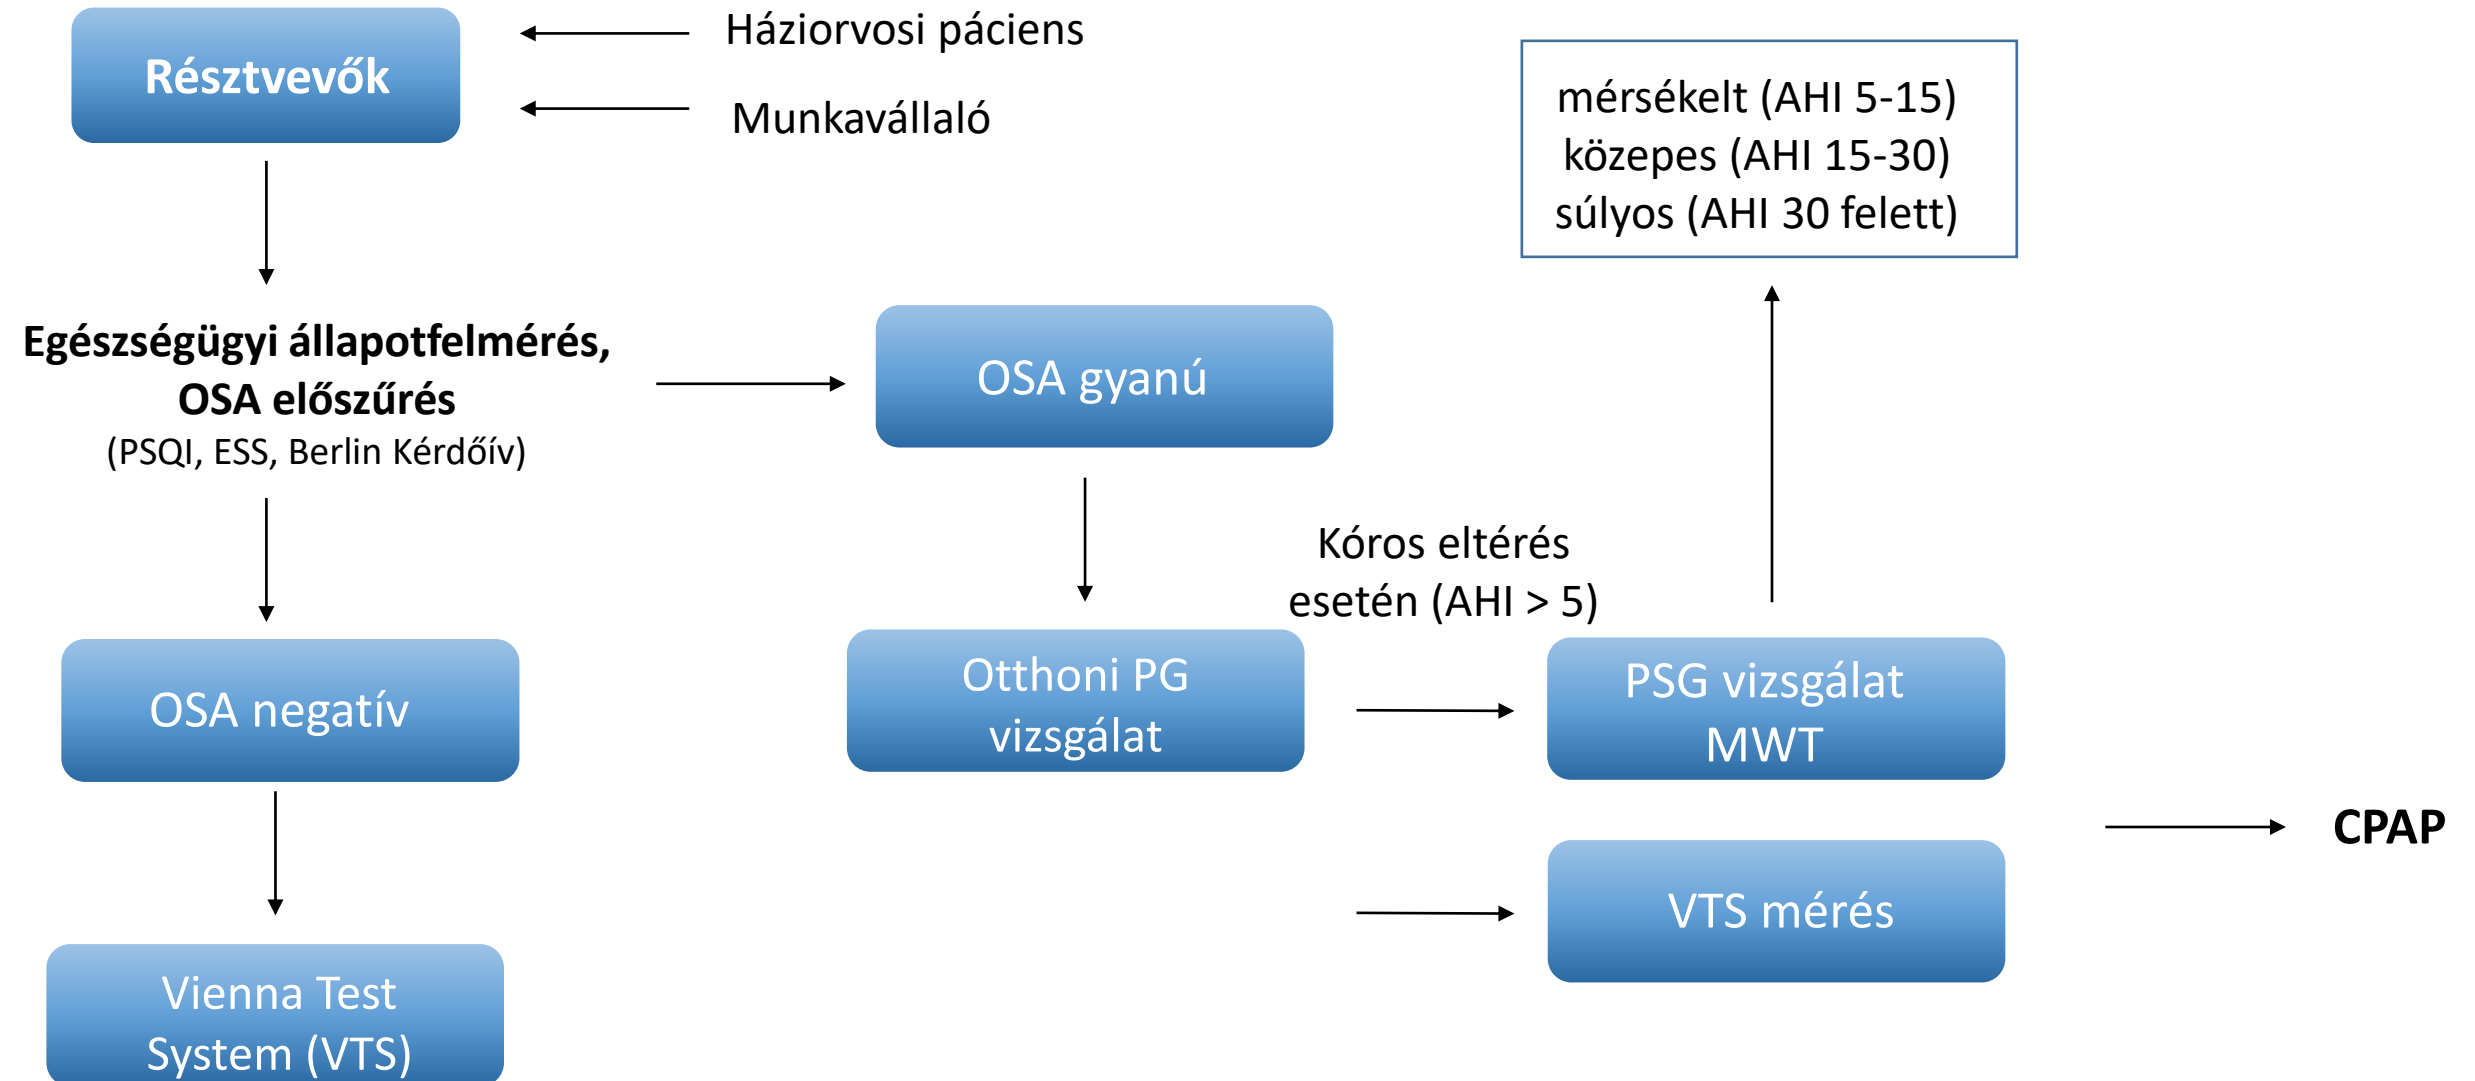 Résztvevők
Háziorvosi páciens
Munkavállaló
mérsékelt (AHI 5-15)
közepes (AHI 15-30)
súlyos (AHI 30 felett)
Egészségügyi állapotfelmérés,
OSA előszűrés
(PSQI, ESS, Berlin Kérdőív)
OSA gyanú
Kóros eltérés
esetén (AHI > 5)
OSA negatív
Otthoni PG
vizsgálat
PSG vizsgálat
MWT
CPAP
VTS mérés
Vienna Test
System (VTS)